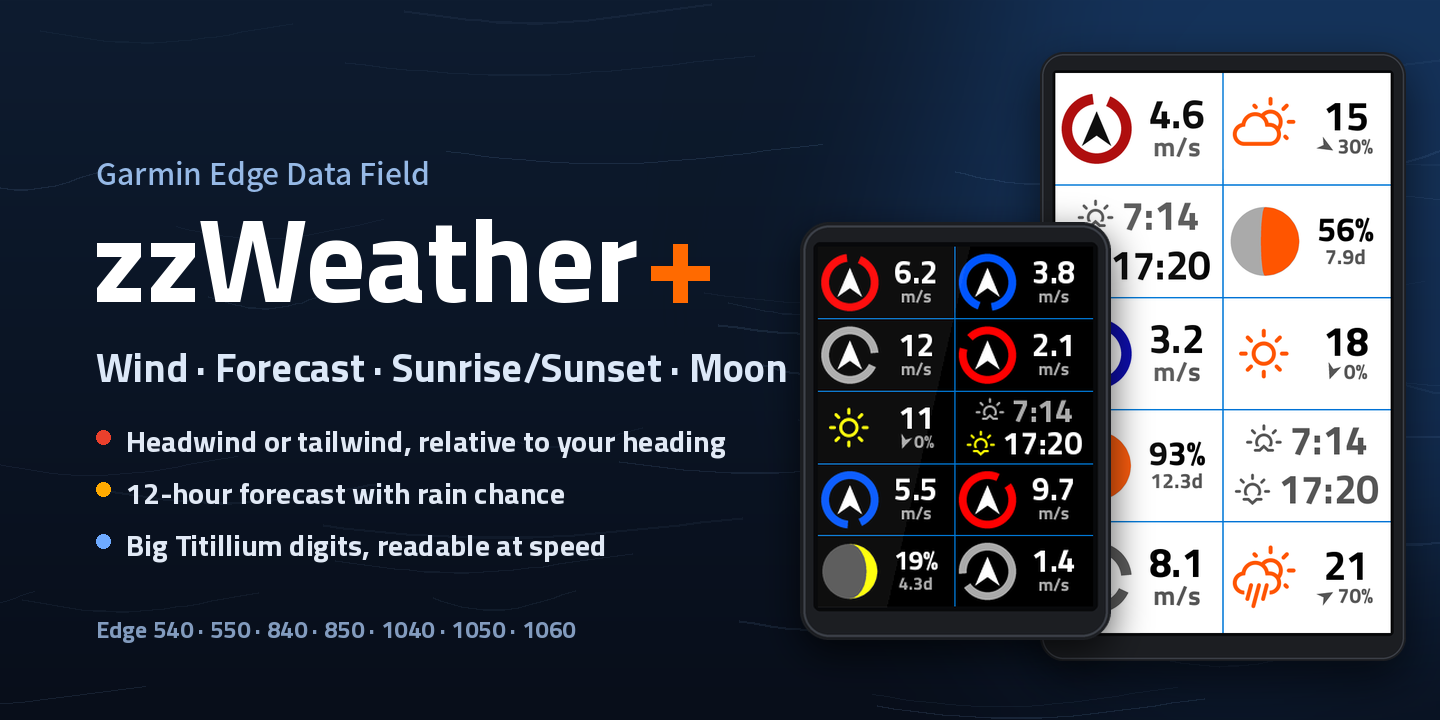 Garmin Edge Data Field
zzWeather+
Wind · Forecast · Sunrise/Sunset · Moon
Headwind or tailwind, relative to your heading
12-hour forecast with rain chance
Big Titillium digits, readable at speed
Edge 540 · 550 · 840 · 850 · 1040 · 1050 · 1060
6.2
m/s
3.8
m/s
12
m/s
2.1
m/s
11
0%
7:14
17:20
5.5
m/s
9.7
m/s
19%
4.3d
1.4
m/s
4.6
m/s
15
30%
7:14
17:20
56%
7.9d
3.2
m/s
18
0%
93%
12.3d
7:14
17:20
8.1
m/s
21
70%